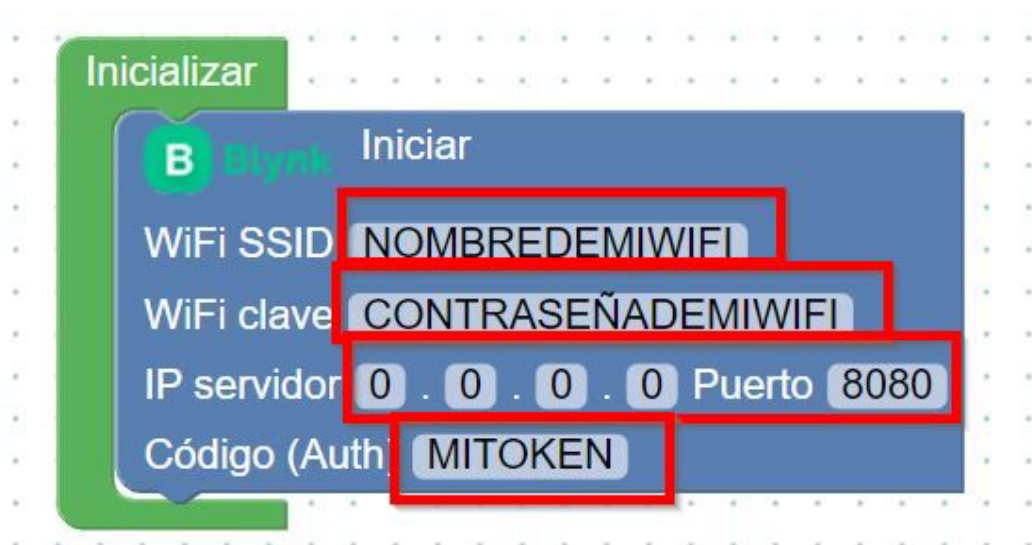 Inicializar
B Blynk Iniciar
WiFi SSID NOMBREDEMIWIFI
WiFi clave CONTRASEÑADEMIWIFI
IP servidor 0 . 0 . 0 . 0 Puerto 8080
Código (Auth) MITOKEN